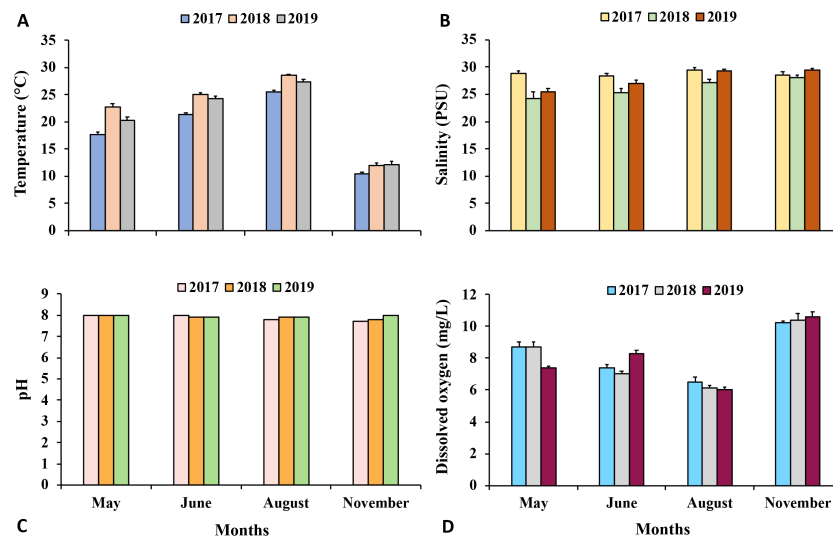 A
2017 2018 2019
Temperature (°C)
35
30
25
20
15
10
5
0
B
2017 2018 2019
Salinity (PSU)
40
35
30
25
20
15
10
5
0
C
2017 2018 2019
pH
9
8
7
6
5
4
3
2
1
0
May June August November
Months
D
2017 2018 2019
Dissolved oxygen (mg/L)
12
10
8
6
4
2
0
May June August November
Months